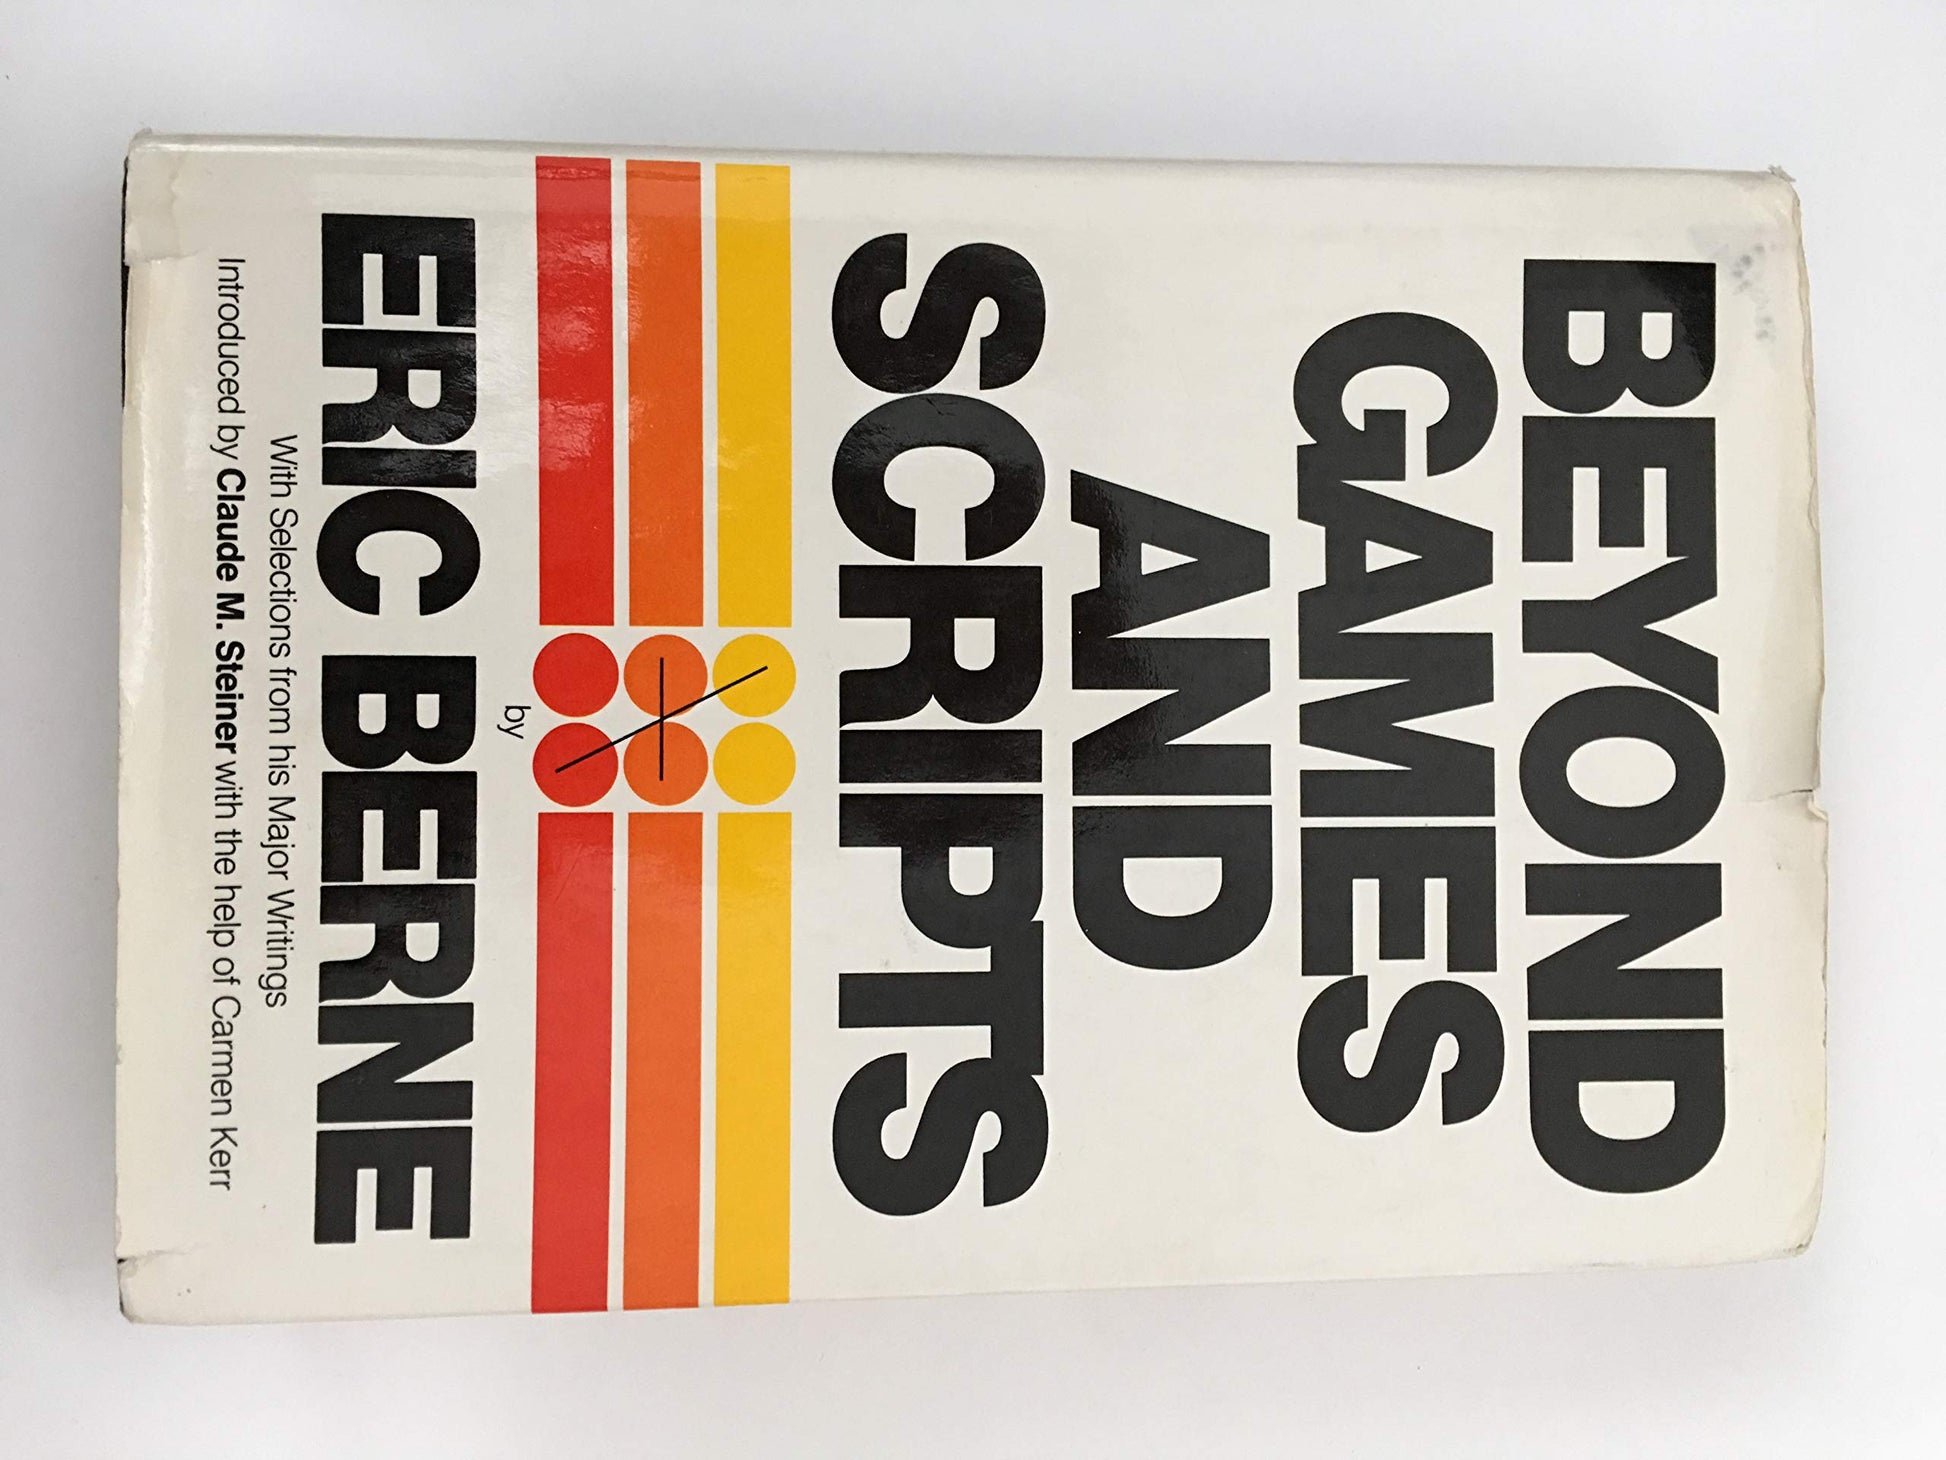 BEYOND
GAMES
AND
SCRIPTS
by
ERIC BERNE
With Selections from his Major Writings
Introduced by Claude M. Steiner with the help of Carmen Kerr